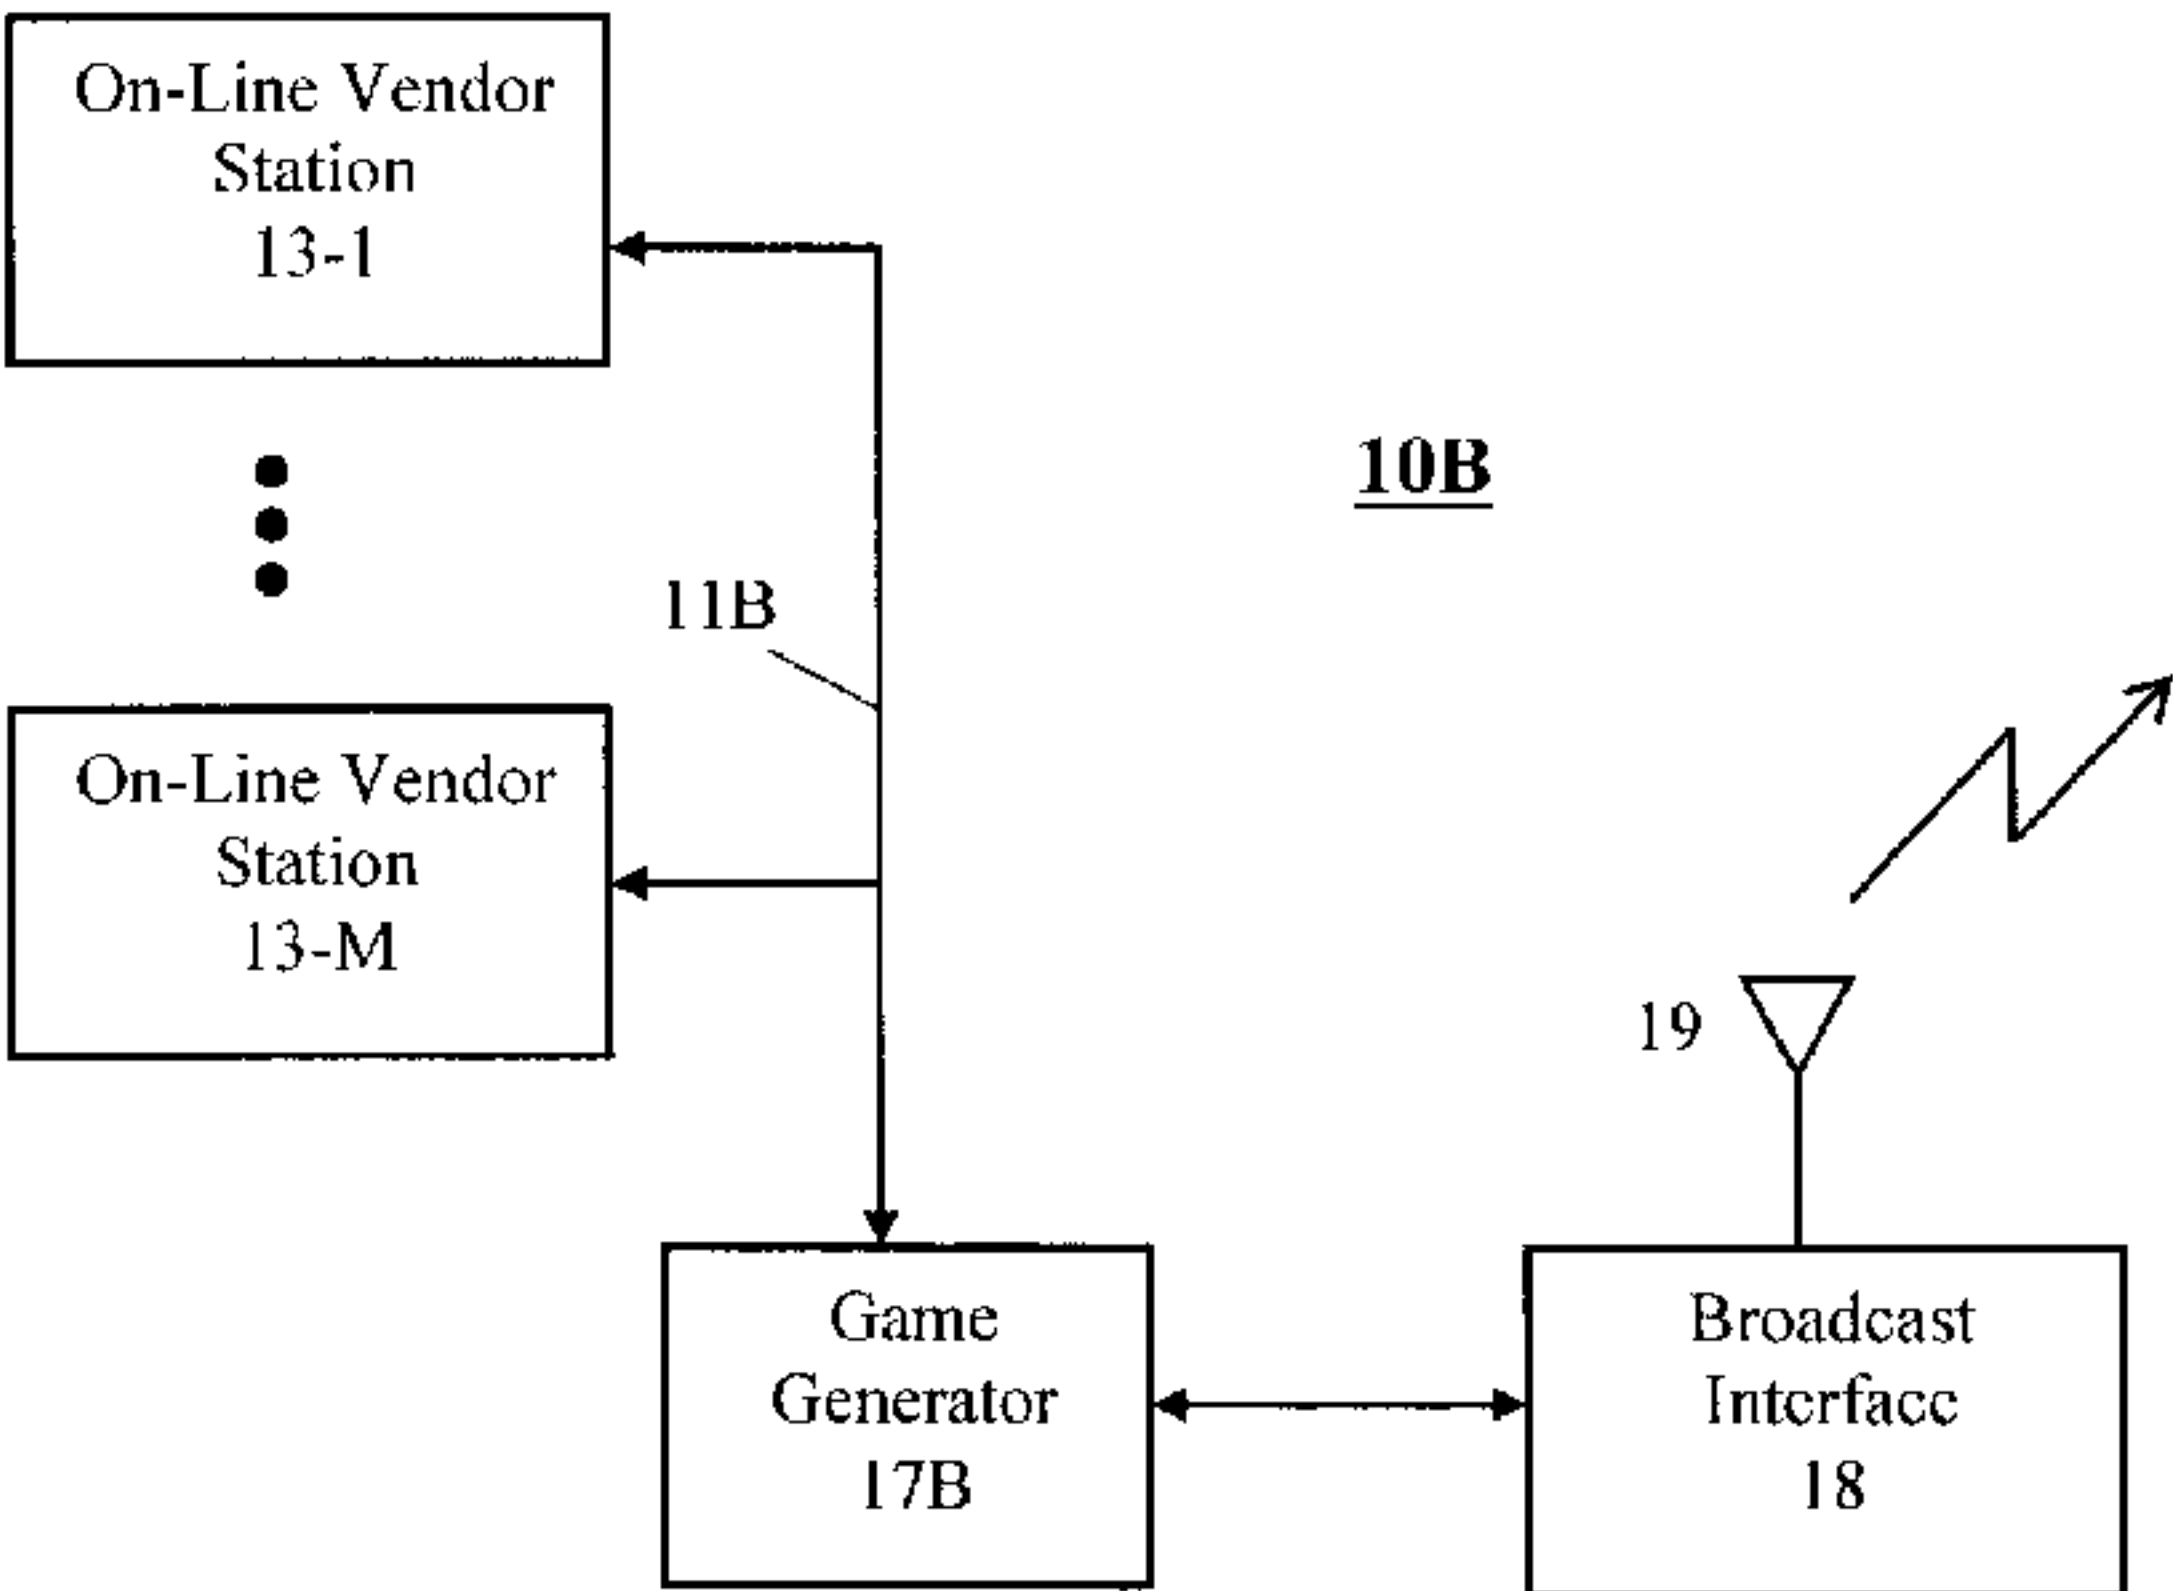 On-Line Vendor
Station
13-1
10B
11B
On-Line Vendor
Station
13-M
19
Game
Generator
17B
Broadcast
Interface
18